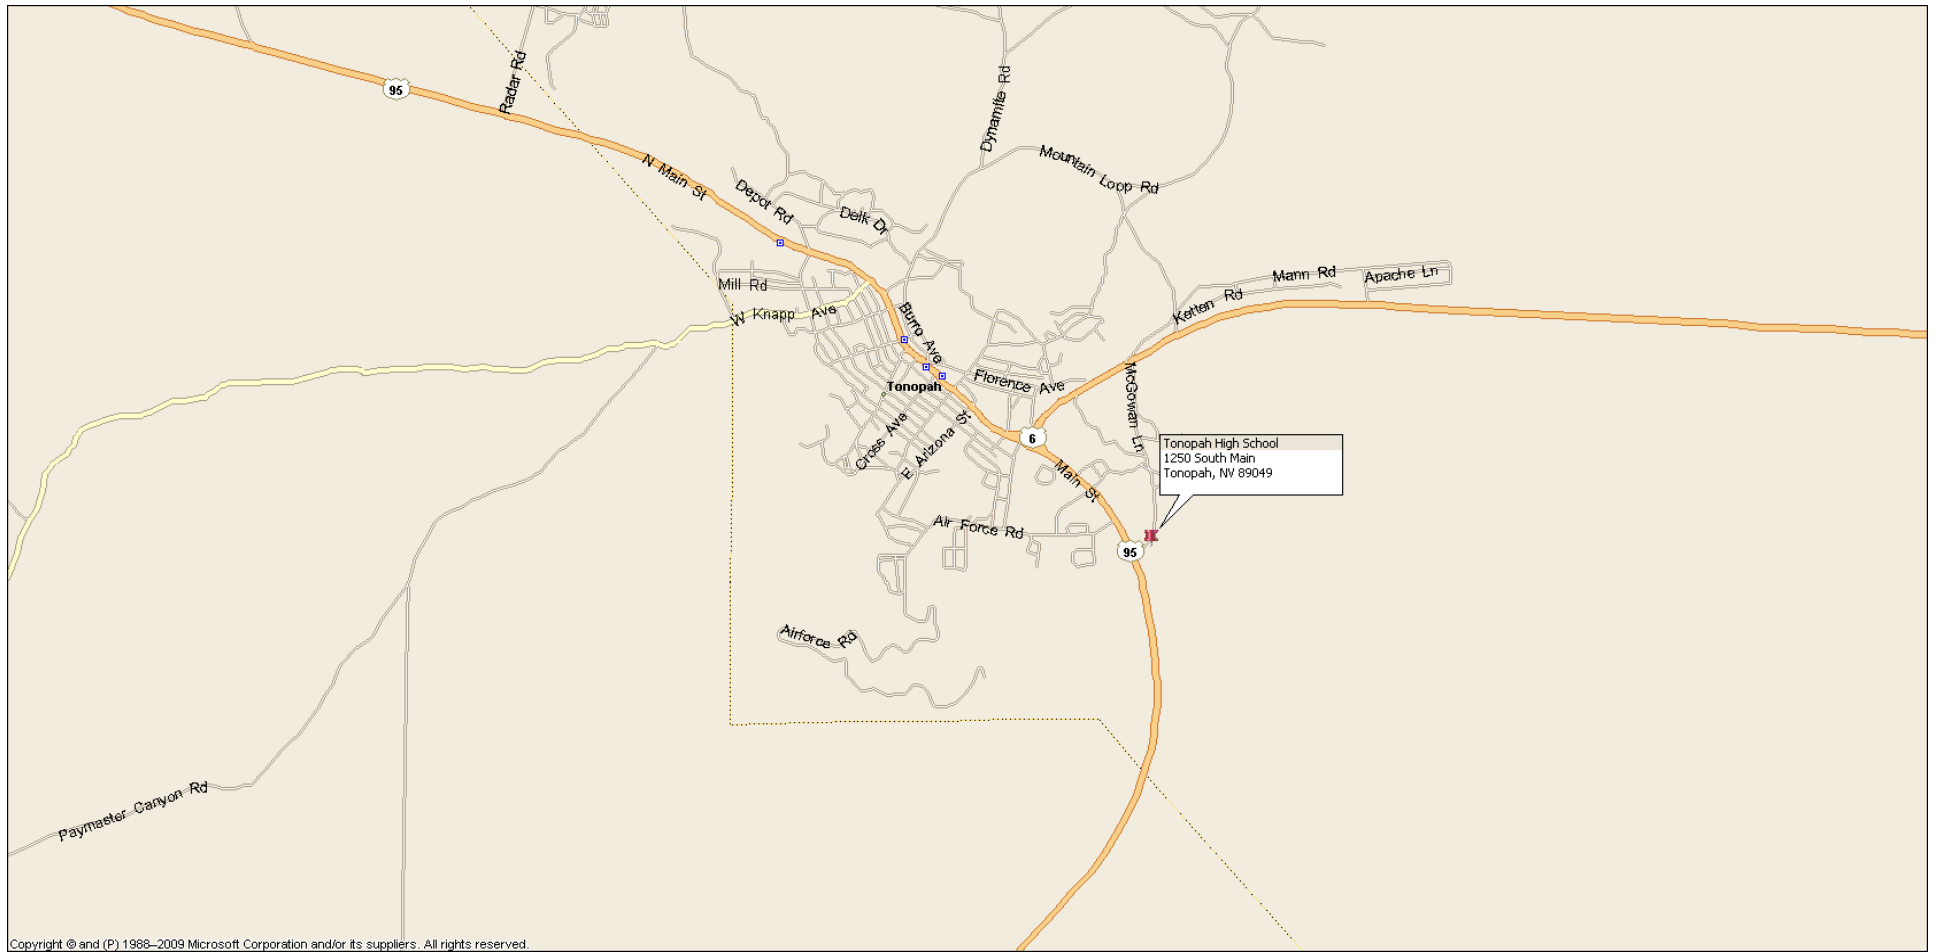 95
Radar Rd
Dynamite Rd
N Main St
Mountain Loop Rd
Depot Rd
Delk Dr
Mill Rd
Mann Rd
Apache Ln
Ketten Rd
W Knapp Ave
Burro Ave
Florence Ave
McGowan Ln
Tonopah
Cross Ave
E Arizona St
6
Main St
Tonopah High School
1250 South Main
Tonopah, NV 89049
Air Force Rd
95
Airforce Rd
Paymaster Canyon Rd
Copyright © and (P) 1988–2009 Microsoft Corporation and/or its suppliers. All rights reserved.